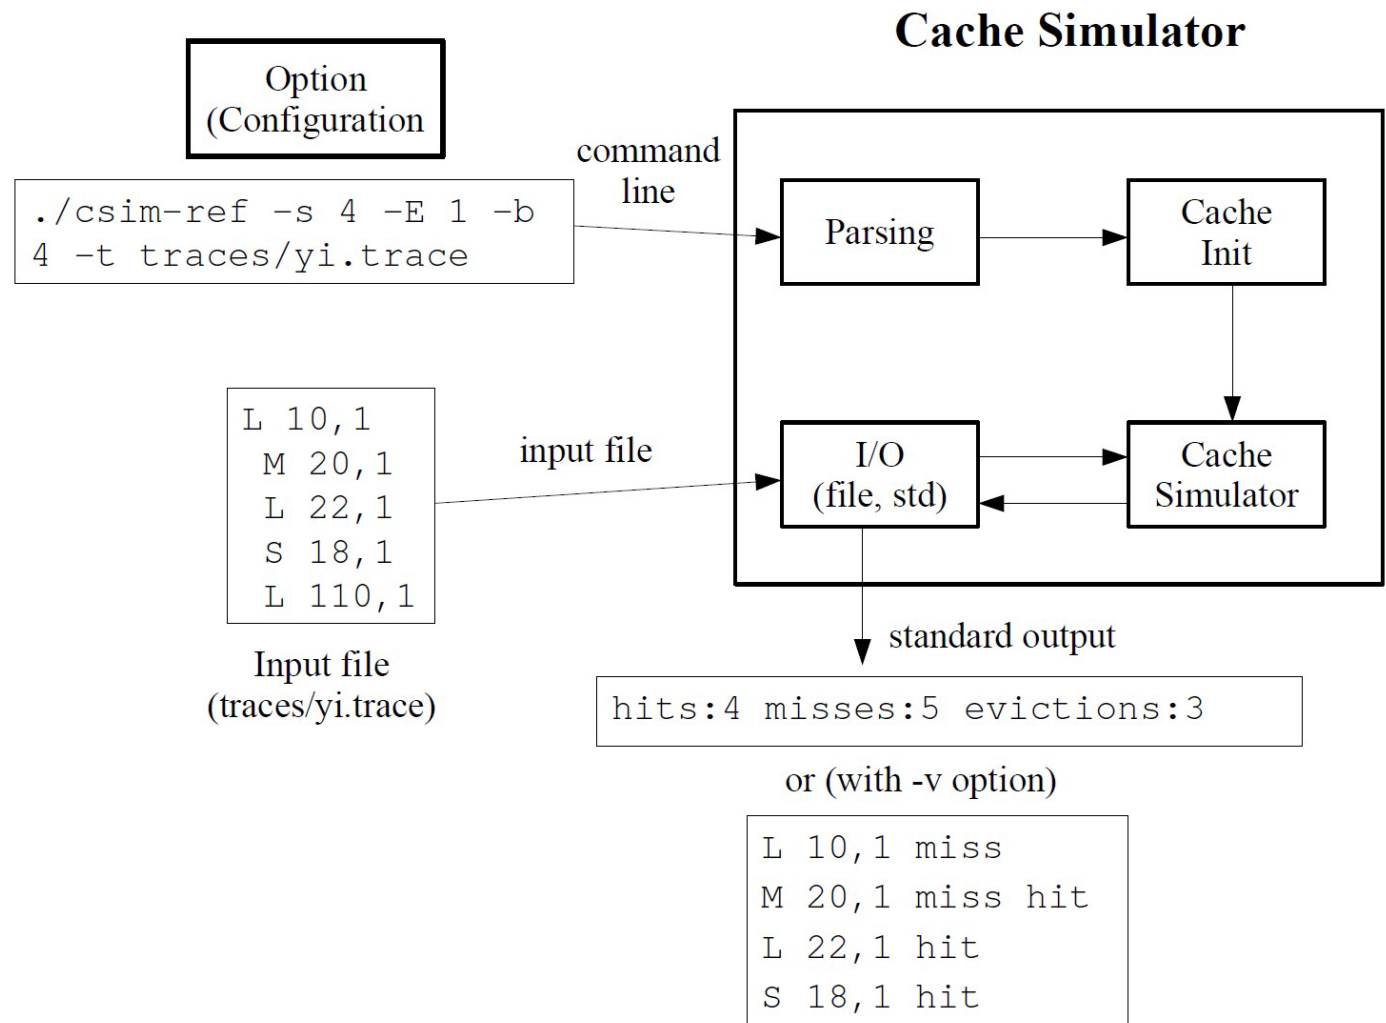 Cache Simulator
Option
(Configuration
./csim-ref -s 4 -E 1 -b
4 -t traces/yi.trace
command
line
Parsing
Cache
Init
L 10,1
M 20,1
L 22,1
S 18,1
L 110,1
input file
I/O
(file, std)
Cache
Simulator
Input file
(traces/yi.trace)
standard output
hits:4 misses:5 evictions:3
or (with -v option)
L 10,1 miss
M 20,1 miss hit
L 22,1 hit
S 18,1 hit